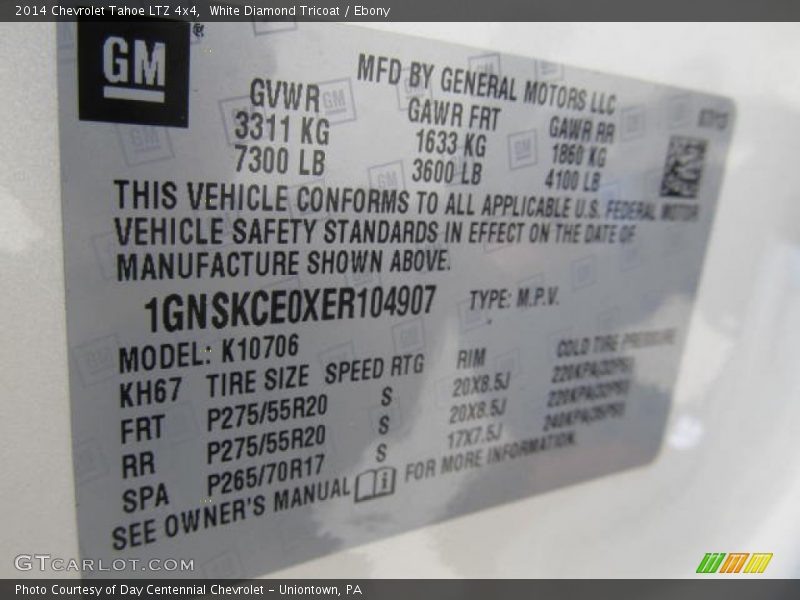 2014 Chevrolet Tahoe LTZ 4x4, White Diamond Tricoat / Ebony
GM
MFD BY GENERAL MOTORS LLC
GVWR GAWR FRT GAWR RR
3311 KG 1633 KG 1860 KG
7300 LB 3600 LB 4100 LB
THIS VEHICLE CONFORMS TO ALL APPLICABLE U.S. FEDERAL MOTOR
VEHICLE SAFETY STANDARDS IN EFFECT ON THE DATE OF
MANUFACTURE SHOWN ABOVE.
1GNSKCE0XER104907 TYPE: M.P.V.
MODEL: K10706
KH67 TIRE SIZE SPEED RTG RIM COLD TIRE PRESSURE
FRT P275/55R20 S 20X8.5J 220KPA(32PSI)
RR P275/55R20 S 20X8.5J 220KPA(32PSI)
SPA P265/70R17 S 17X7.5J 240KPA(35PSI)
SEE OWNER'S MANUAL FOR MORE INFORMATION.
GTCARLOT.COM
Photo Courtesy of Day Centennial Chevrolet - Uniontown, PA